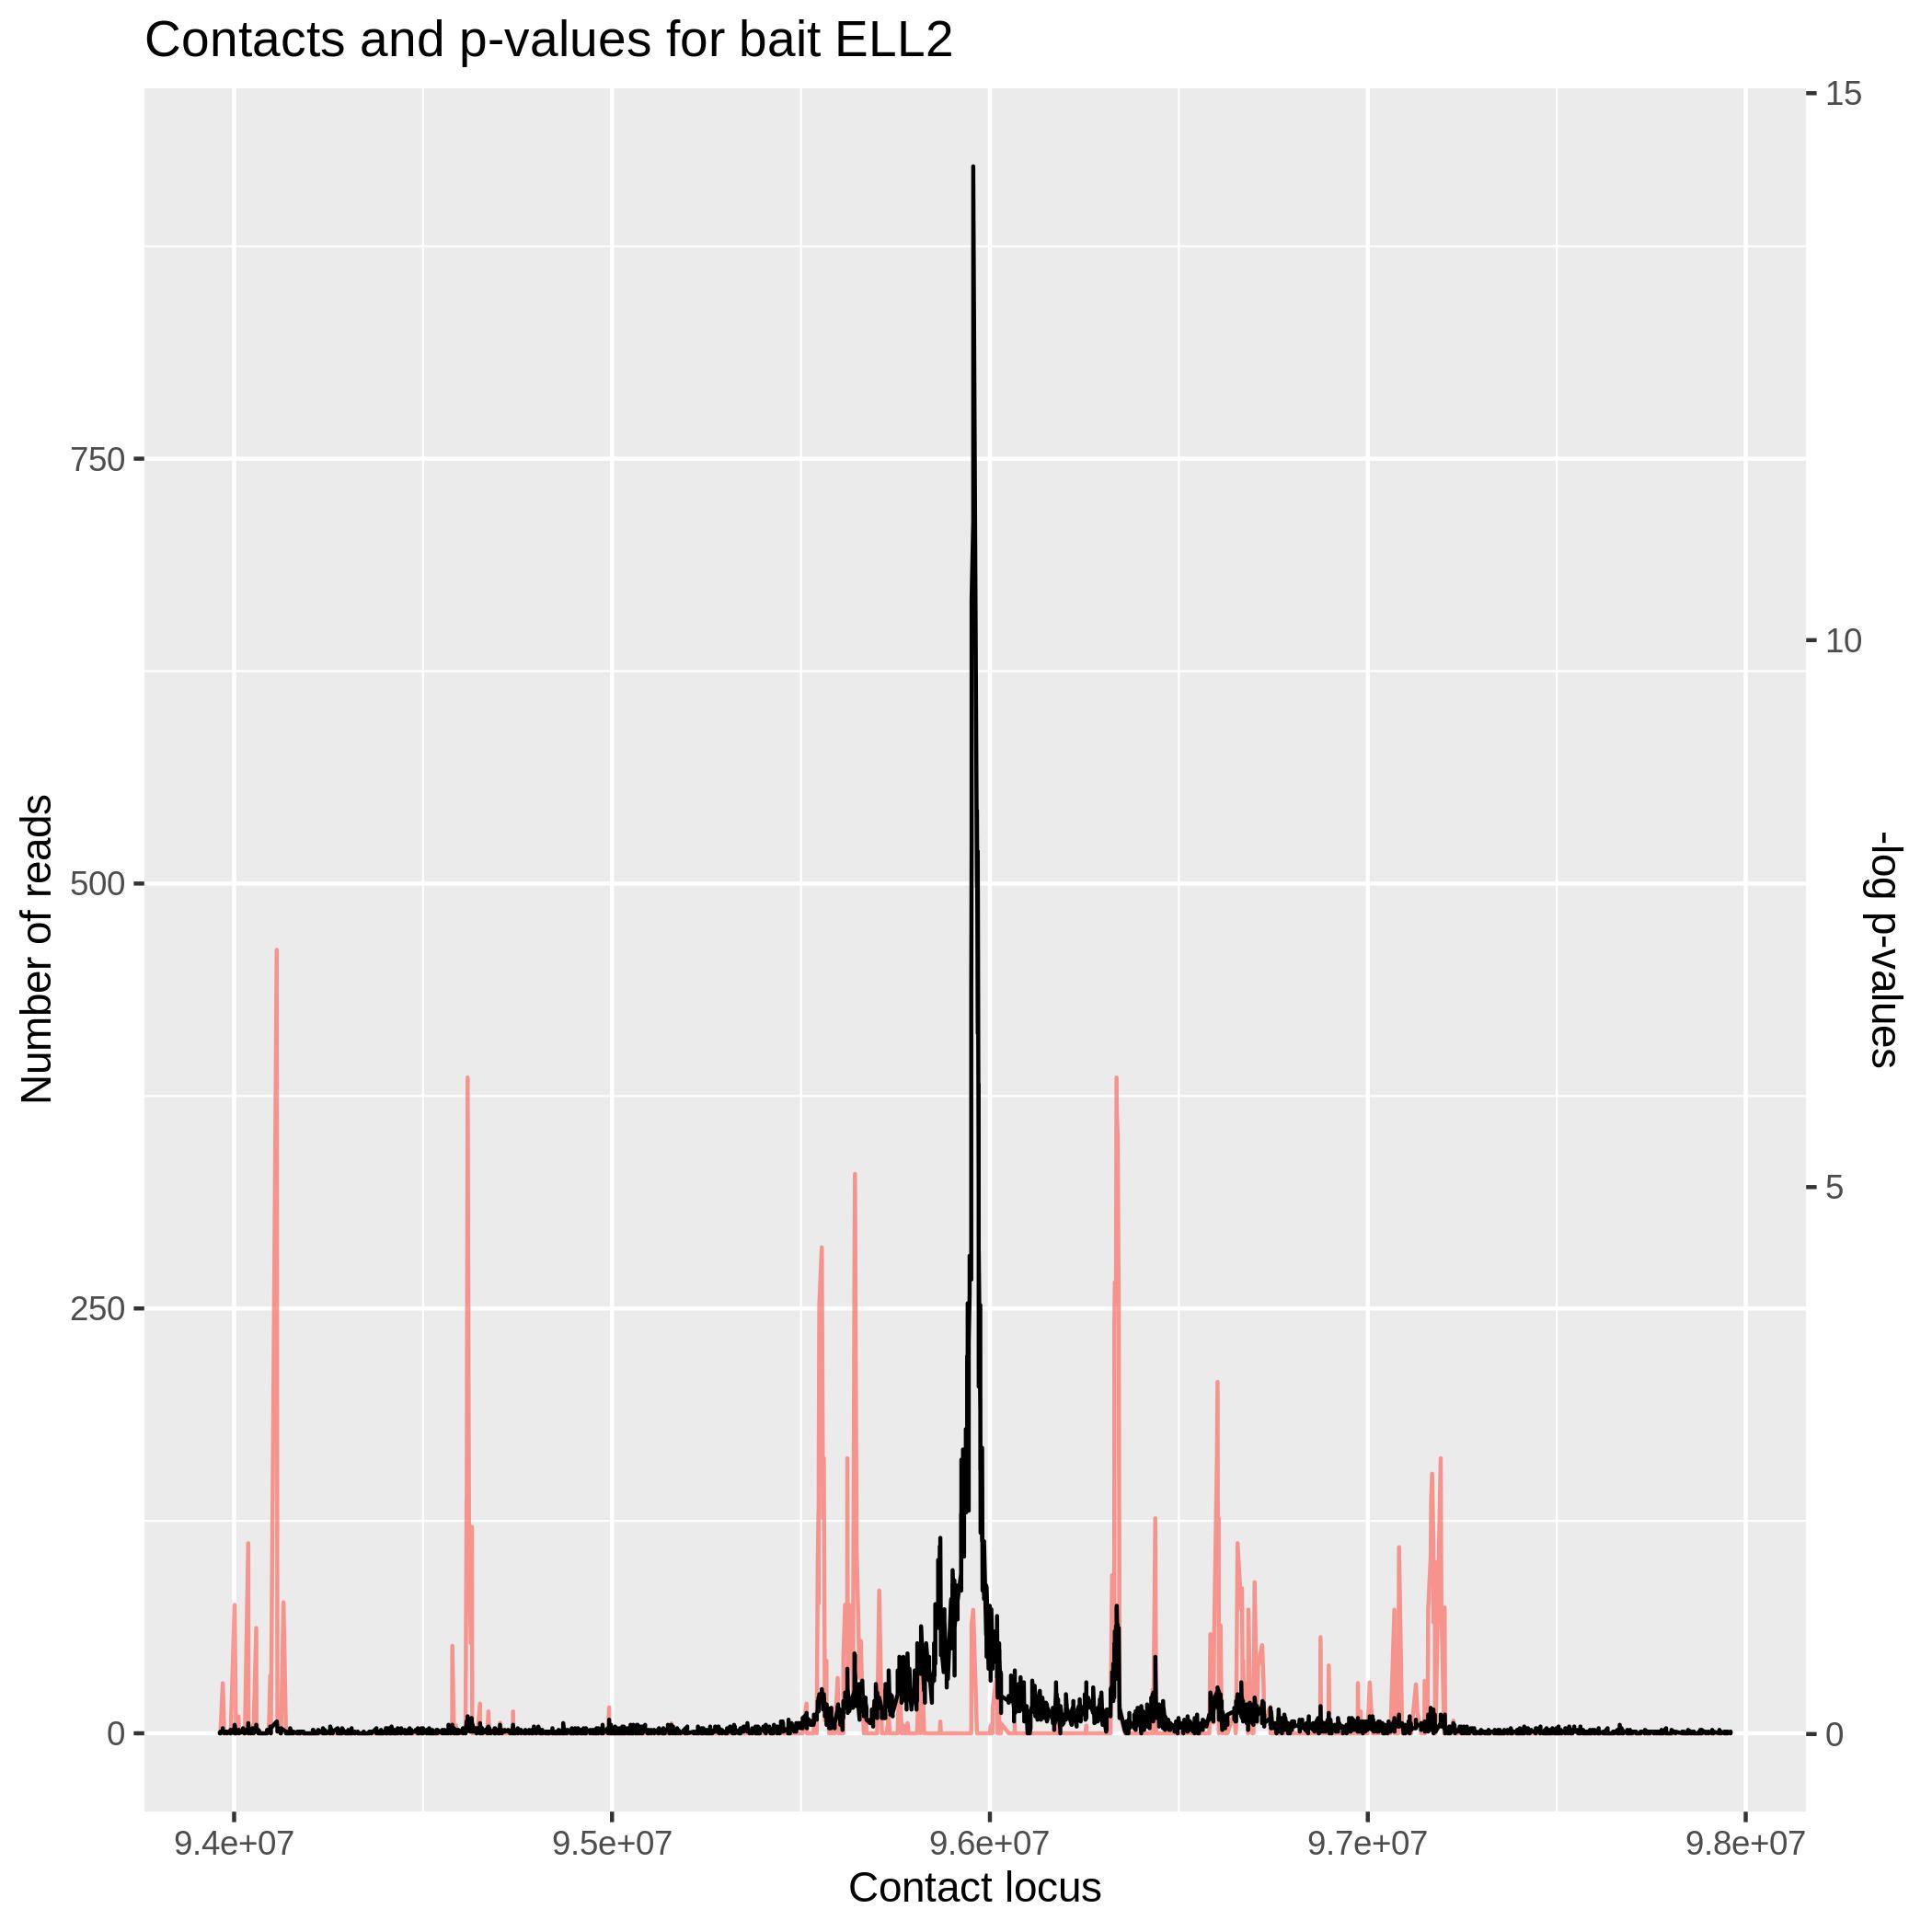 Contacts and p-values for bait ELL2
15
10
5
0
-log p-values
750
500
250
0
Number of reads
9.4e+07
9.5e+07
9.6e+07
9.7e+07
9.8e+07
Contact locus